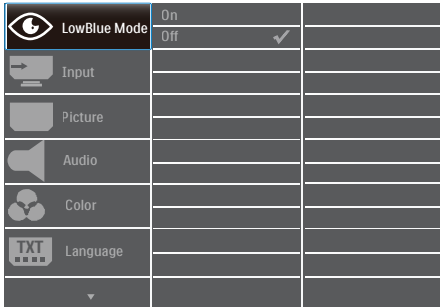 LowBlue Mode
On
Off
Input
Picture
Audio
Color
TXT
Language